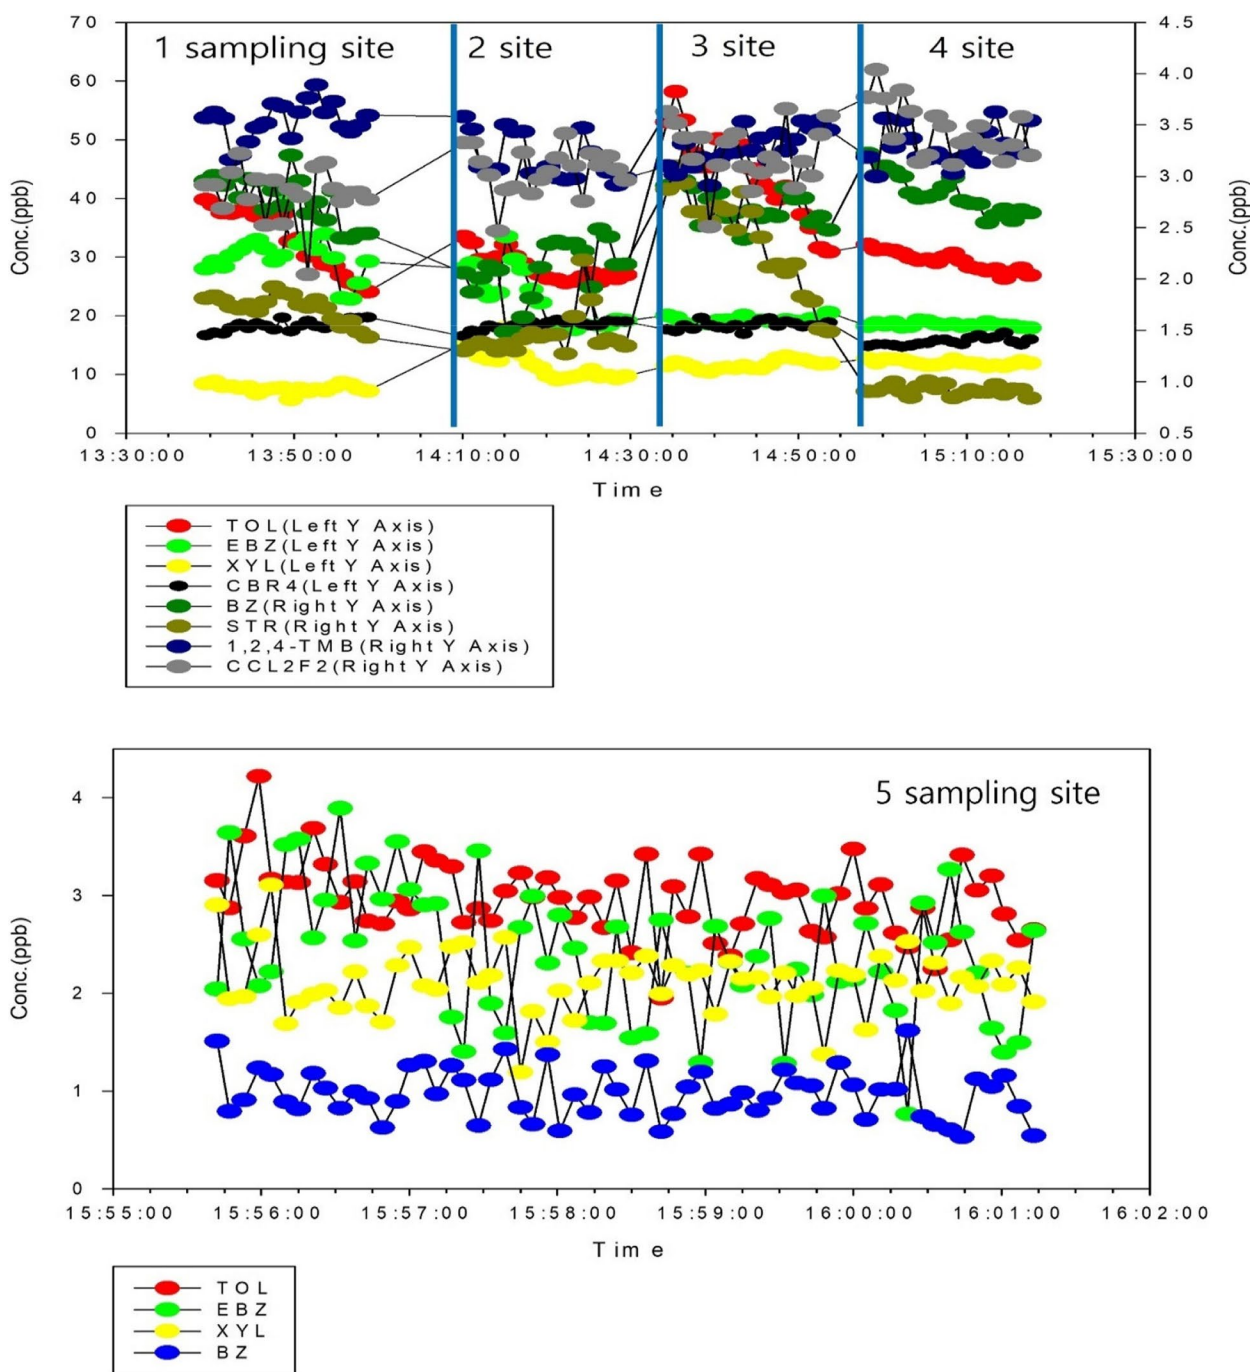 70
4.5
1 sampling site
2 site
3 site
4 site
60
4.0
50
3.5
40
3.0
Conc.(ppb)
Conc.(ppb)
30
2.5
2.0
20
1.5
10
1.0
0
0.5
13:30:00 13:50:00 14:10:00 14:30:00 14:50:00 15:10:00 15:30:00
Time
TOL(Left Y Axis)
EBZ(Left Y Axis)
XYL(Left Y Axis)
CBR4(Left Y Axis)
BZ(Right Y Axis)
STR(Right Y Axis)
1,2,4-TMB(Right Y Axis)
CCL2F2(Right Y Axis)
5 sampling site
4
3
Conc.(ppb)
2
1
0
15:55:00 15:56:00 15:57:00 15:58:00 15:59:00 16:00:00 16:01:00 16:02:00
Time
TOL
EBZ
XYL
BZ